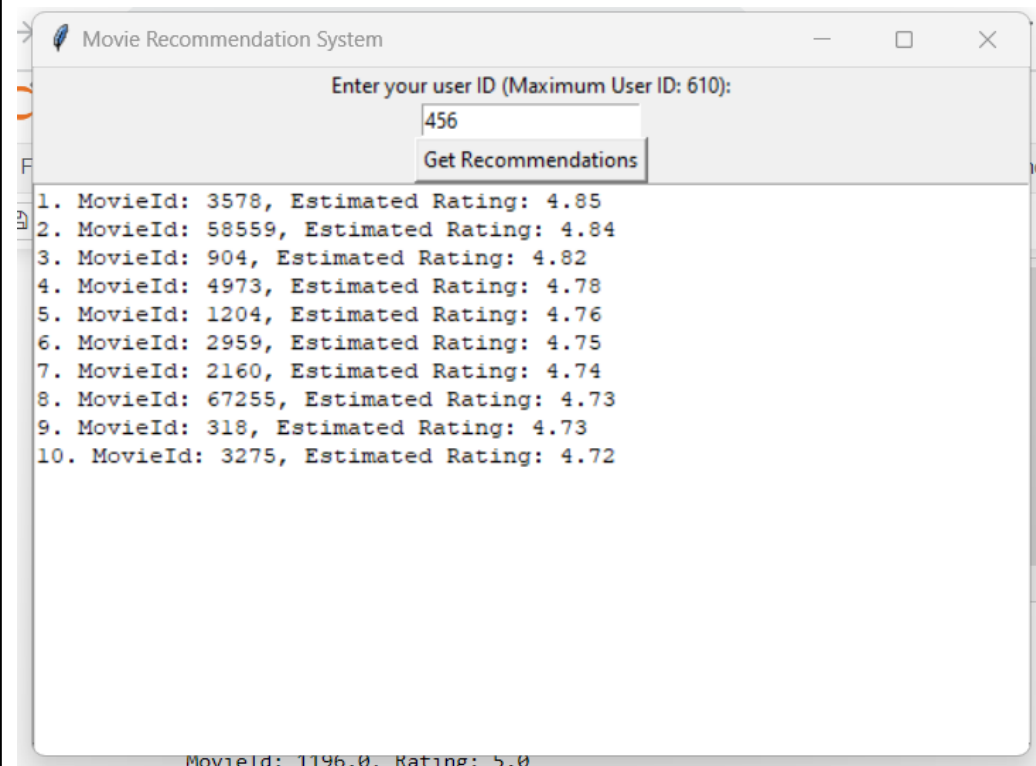 Movie Recommendation System
Enter your user ID (Maximum User ID: 610):
456
Get Recommendations
1. MovieId: 3578, Estimated Rating: 4.85
2. MovieId: 58559, Estimated Rating: 4.84
3. MovieId: 904, Estimated Rating: 4.82
4. MovieId: 4973, Estimated Rating: 4.78
5. MovieId: 1204, Estimated Rating: 4.76
6. MovieId: 2959, Estimated Rating: 4.75
7. MovieId: 2160, Estimated Rating: 4.74
8. MovieId: 67255, Estimated Rating: 4.73
9. MovieId: 318, Estimated Rating: 4.73
10. MovieId: 3275, Estimated Rating: 4.72
MovieId: 1196.0, Rating: 5.0